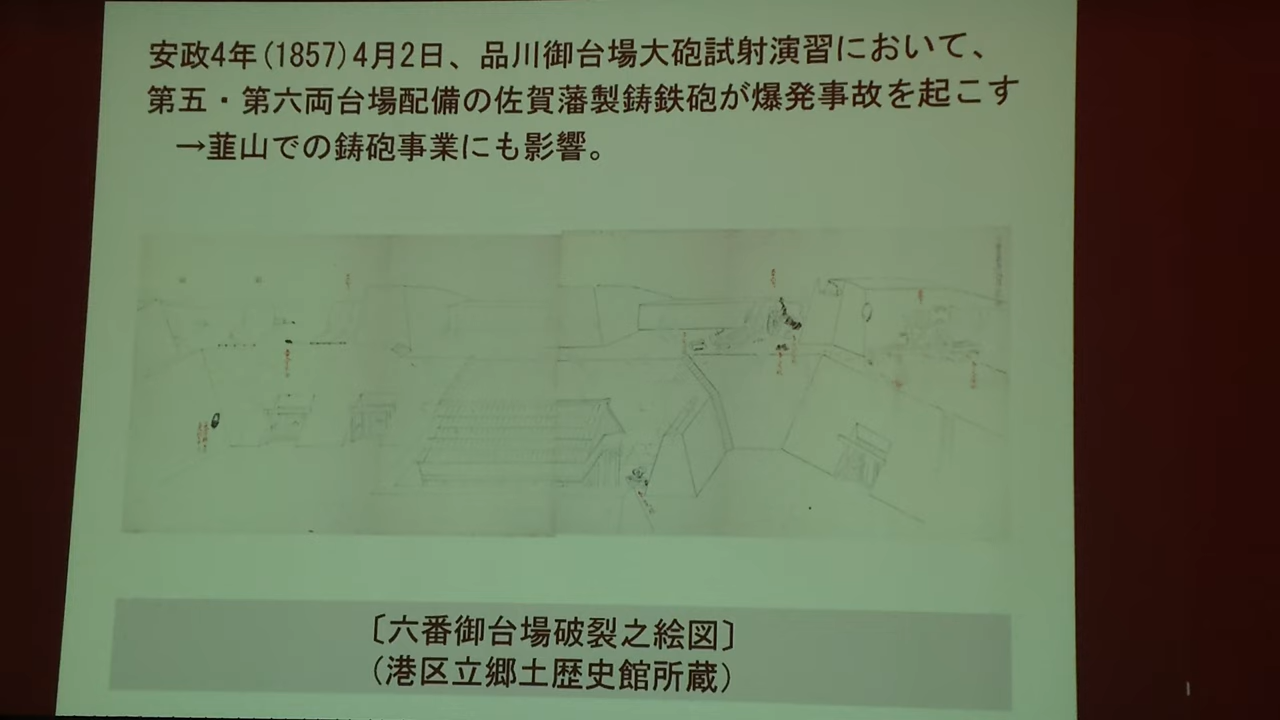 安政4年(1857)4月2日、品川御台場大砲試射演習において、
第五・第六両台場配備の佐賀藩製鋳鉄砲が爆発事故を起こす
→韮山での鋳砲事業にも影響。
〔六番御台場破裂之絵図〕
(港区立郷土歴史館所蔵)